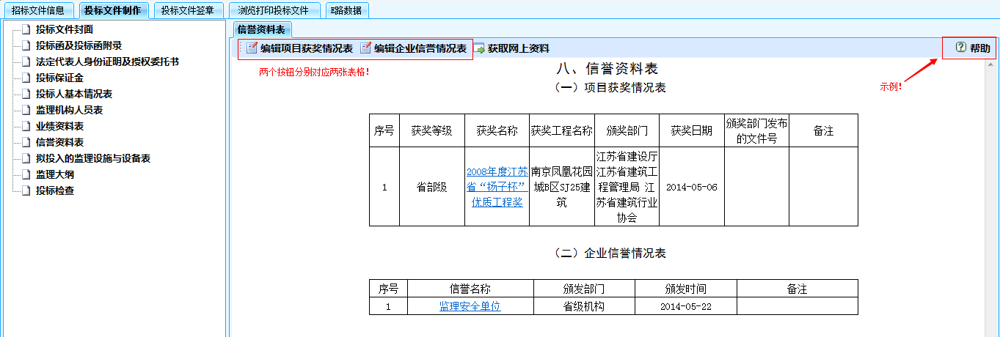 招标文件信息 投标文件制作 投标文件签章 浏览打印投标文件 E路数据
投标文件封面
投标函及投标函附录
法定代表人身份证明及授权委托书
投标保证金
投标人基本情况表
监理机构人员表
业绩资料表
信誉资料表
拟投入的监理设施与设备表
监理大纲
投标检查
信誉资料表
编辑项目获奖情况表 编辑企业信誉情况表 获取网上资料 帮助
两个按钮分别对应两张表格!
示例!
八、信誉资料表
(一)项目获奖情况表
序号 获奖等级 获奖名称 获奖工程名称 颁奖部门 获奖日期 颁奖部门发布
的文件号 备注
1 省部级 2008年度江苏
省“扬子杯”
优质工程奖 南京凤凰花园
城B区SJ25建
筑 江苏省建设厅
江苏省建筑工
程管理局 江
苏省建筑行业
协会 2014-05-06
(二)企业信誉情况表
序号 信誉名称 颁发部门 颁发时间 备注
1 监理安全单位 省级机构 2014-05-22